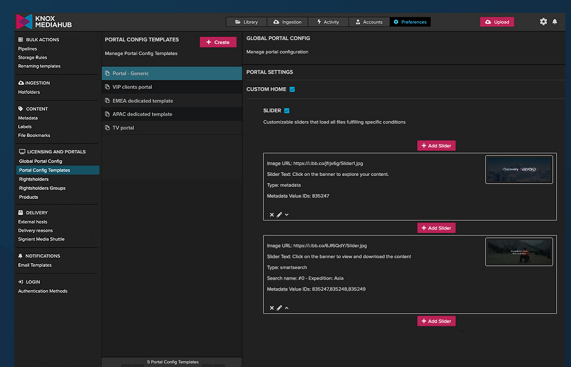 KNOX
MEDIAHUB
Library
Ingestion
Activity
Accounts
Preferences
Upload
BULK ACTIONS
Pipelines
Storage Rules
Renaming templates
INGESTION
Hotfolders
CONTENT
Metadata
Labels
File Bookmarks
LICENSING AND PORTALS
Global Portal Config
Portal Config Templates
Rightsholders
Rightsholders Groups
Products
DELIVERY
External hosts
Delivery reasons
Signiant Media Shuttle
NOTIFICATIONS
Email Templates
LOGIN
Authentication Methods
PORTAL CONFIG TEMPLATES
+ Create
Manage Portal Config Templates
Portal - Generic
VIP clients portal
EMEA dedicated template
APAC dedicated template
TV portal
5 Portal Config Templates
GLOBAL PORTAL CONFIG
Manage portal configuration
PORTAL SETTINGS
CUSTOM HOME
SLIDER
Customizable sliders that load all files fulfilling specific conditions
+ Add Slider
Image URL: https://i.ibb.co/jfsjv6g/Slider1.jpg
Slider Text: Click on the banner to explore your content.
Type: metadata
Metadata Value IDs: 835247
+ Add Slider
Image URL: https://i.ibb.co/6JR6QdY/Slider.jpg
Slider Text: Click on the banner to view and download the content
Type: smartsearch
Search name: #0 - Expedition: Asia
Metadata Value IDs: 835247,835248,835249
+ Add Slider